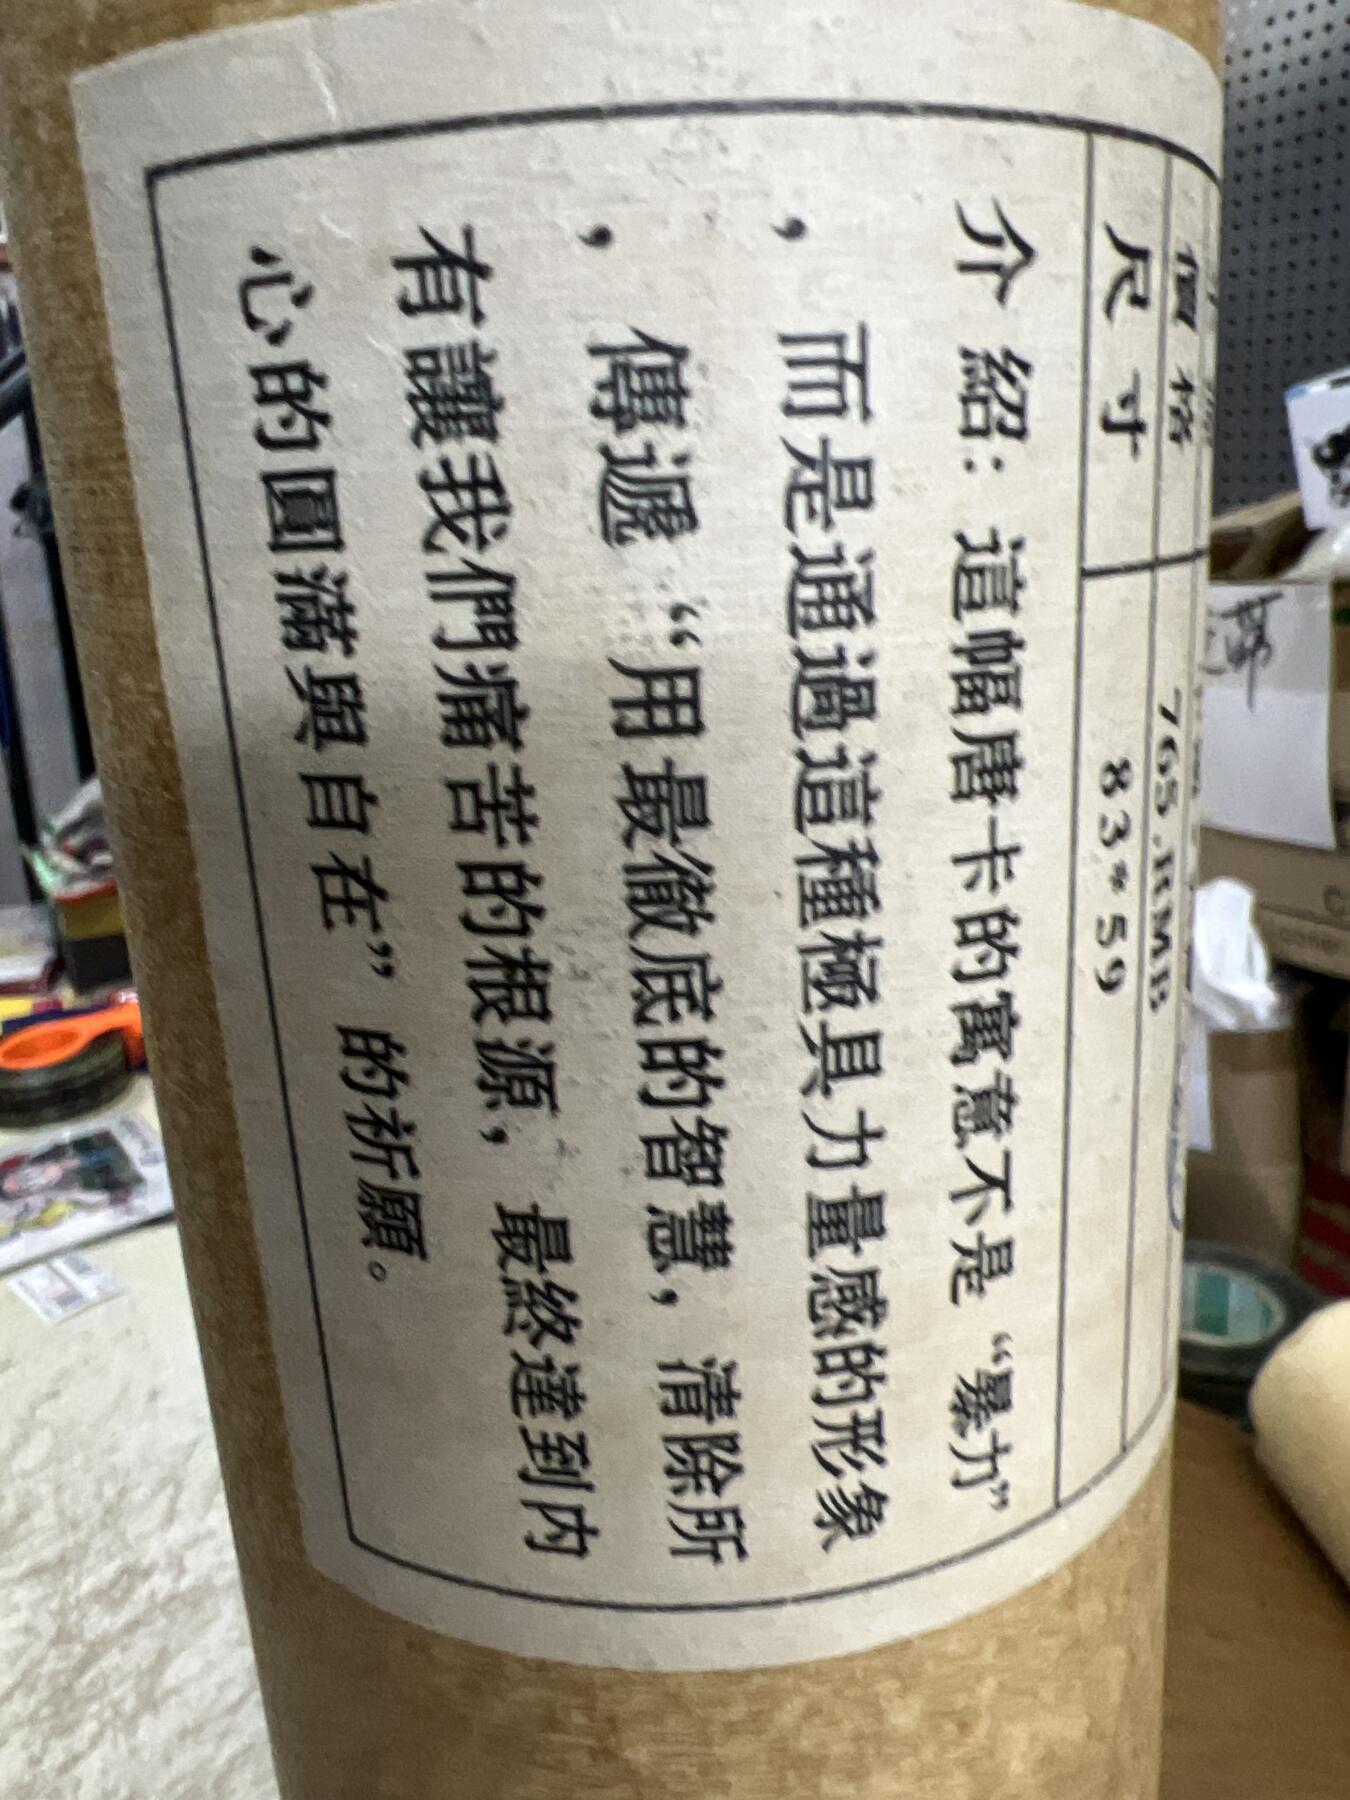 價格 765.RMB
尺寸 83*59
介紹：這幅唐卡的寓意不是“暴力”
，而是通過這種極具力量感的形象
，傳遞“用最徹底的智慧，清除所
有讓我們痛苦的根源，最終達到內
心的圓滿與自在”的祈願。